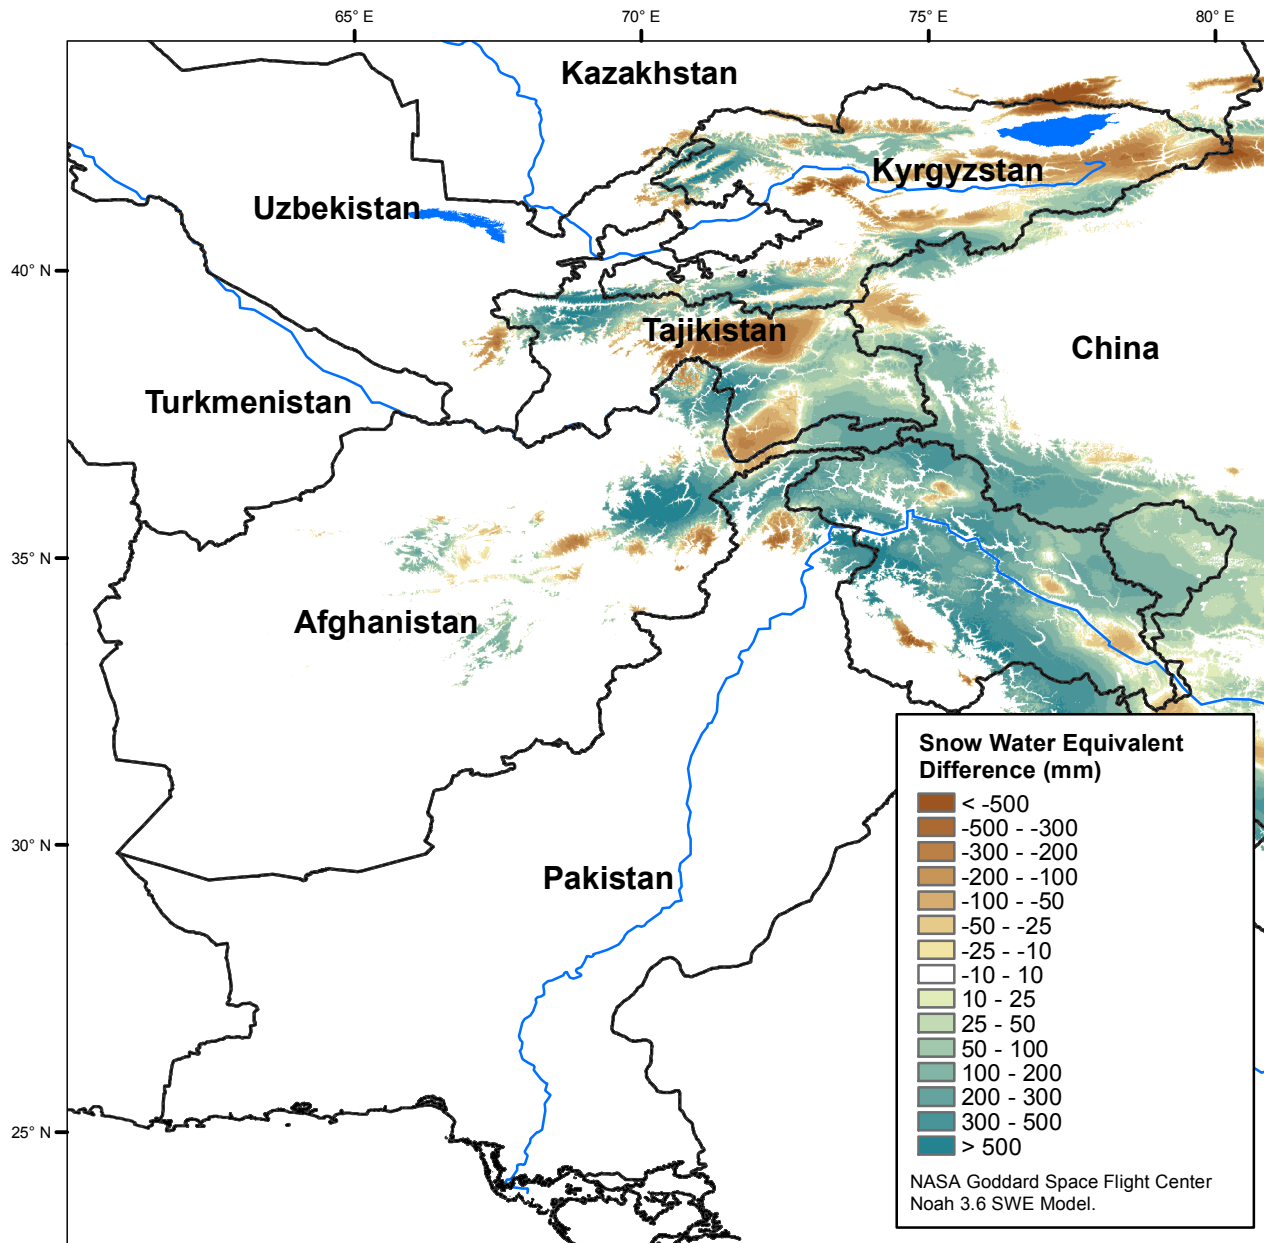 65° E
70° E
75° E
80° E
Kazakhstan
Kyrgyzstan
Uzbekistan
40° N
Tajikistan
China
Turkmenistan
35° N
Afghanistan
30° N
Pakistan
25° N
Snow Water Equivalent
Difference (mm)
< -500
-500 - -300
-300 - -200
-200 - -100
-100 - -50
-50 - -25
-25 - -10
-10 - 10
10 - 25
25 - 50
50 - 100
100 - 200
200 - 300
300 - 500
> 500
NASA Goddard Space Flight Center
Noah 3.6 SWE Model.